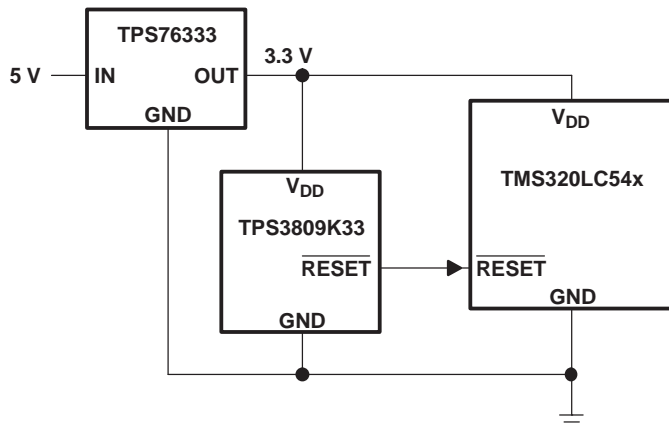 TPS76333
5 V
IN
OUT
GND
3.3 V
VDD
TPS3809K33
RESET
GND
VDD
TMS320LC54x
RESET
GND